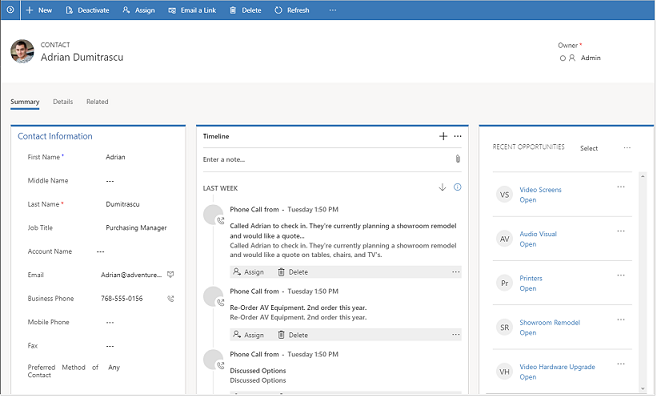 New Deactivate Assign Email a Link Delete Refresh ...
CONTACT
Adrian Dumitrascu
Owner *
Admin
Summary Details Related
Contact Information
First Name * Adrian
Middle Name ---
Last Name * Dumitrascu
Job Title Purchasing Manager
Account Name ---
Email Adrian@adventure...
Business Phone 768-555-0156
Mobile Phone ---
Fax ---
Preferred Method of Any
Contact
Timeline
Enter a note...
LAST WEEK
Phone Call from - Tuesday 1:50 PM
Called Adrian to check in. They're currently planning a showroom remodel
and would like a quote...
Called Adrian to check in. They're currently planning a showroom remodel
and would like a quote on tables, chairs, and TV's.
Assign Delete ...
Phone Call from - Tuesday 1:50 PM
Re-Order AV Equipment. 2nd order this year.
Re-Order AV Equipment. 2nd order this year.
Assign Delete ...
Phone Call from - Tuesday 1:50 PM
Discussed Options
Discussed Options
RECENT OPPORTUNITIES Select ...
VS Video Screens ...
Open
AV Audio Visual ...
Open
Pr Printers ...
Open
SR Showroom Remodel ...
Open
VH Video Hardware Upgrade ...
Open